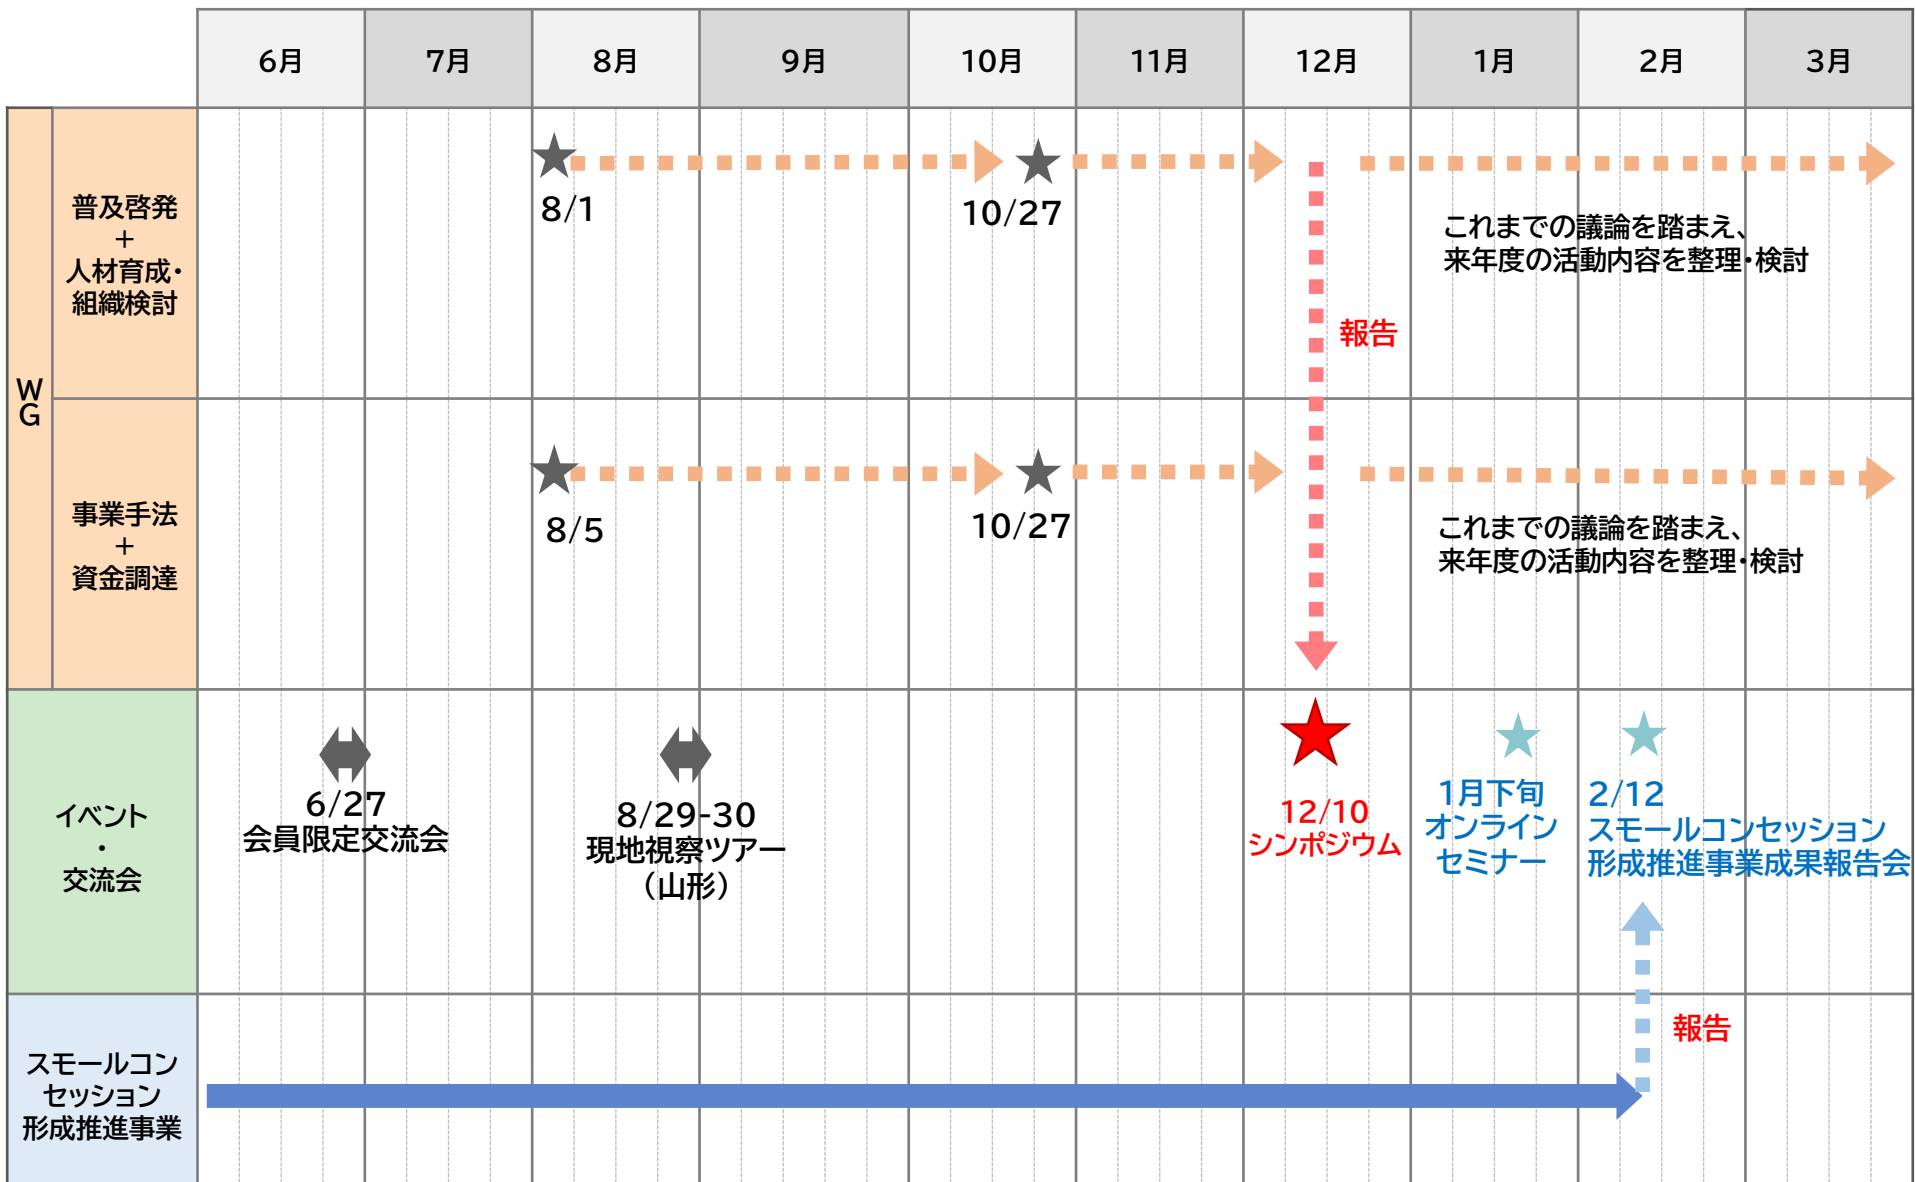 6月
7月
8月
9月
10月
11月
12月
1月
2月
3月
WG
普及啓発
＋
人材育成・
組織検討
8/1
10/27
これまでの議論を踏まえ、
来年度の活動内容を整理・検討
報告
事業手法
＋
資金調達
8/5
10/27
これまでの議論を踏まえ、
来年度の活動内容を整理・検討
イベント
・
交流会
6/27
会員限定交流会
8/29-30
現地視察ツアー
（山形）
12/10
シンポジウム
1月下旬
オンライン
セミナー
2/12
スモールコンセッション
形成推進事業成果報告会
報告
スモールコン
セッション
形成推進事業